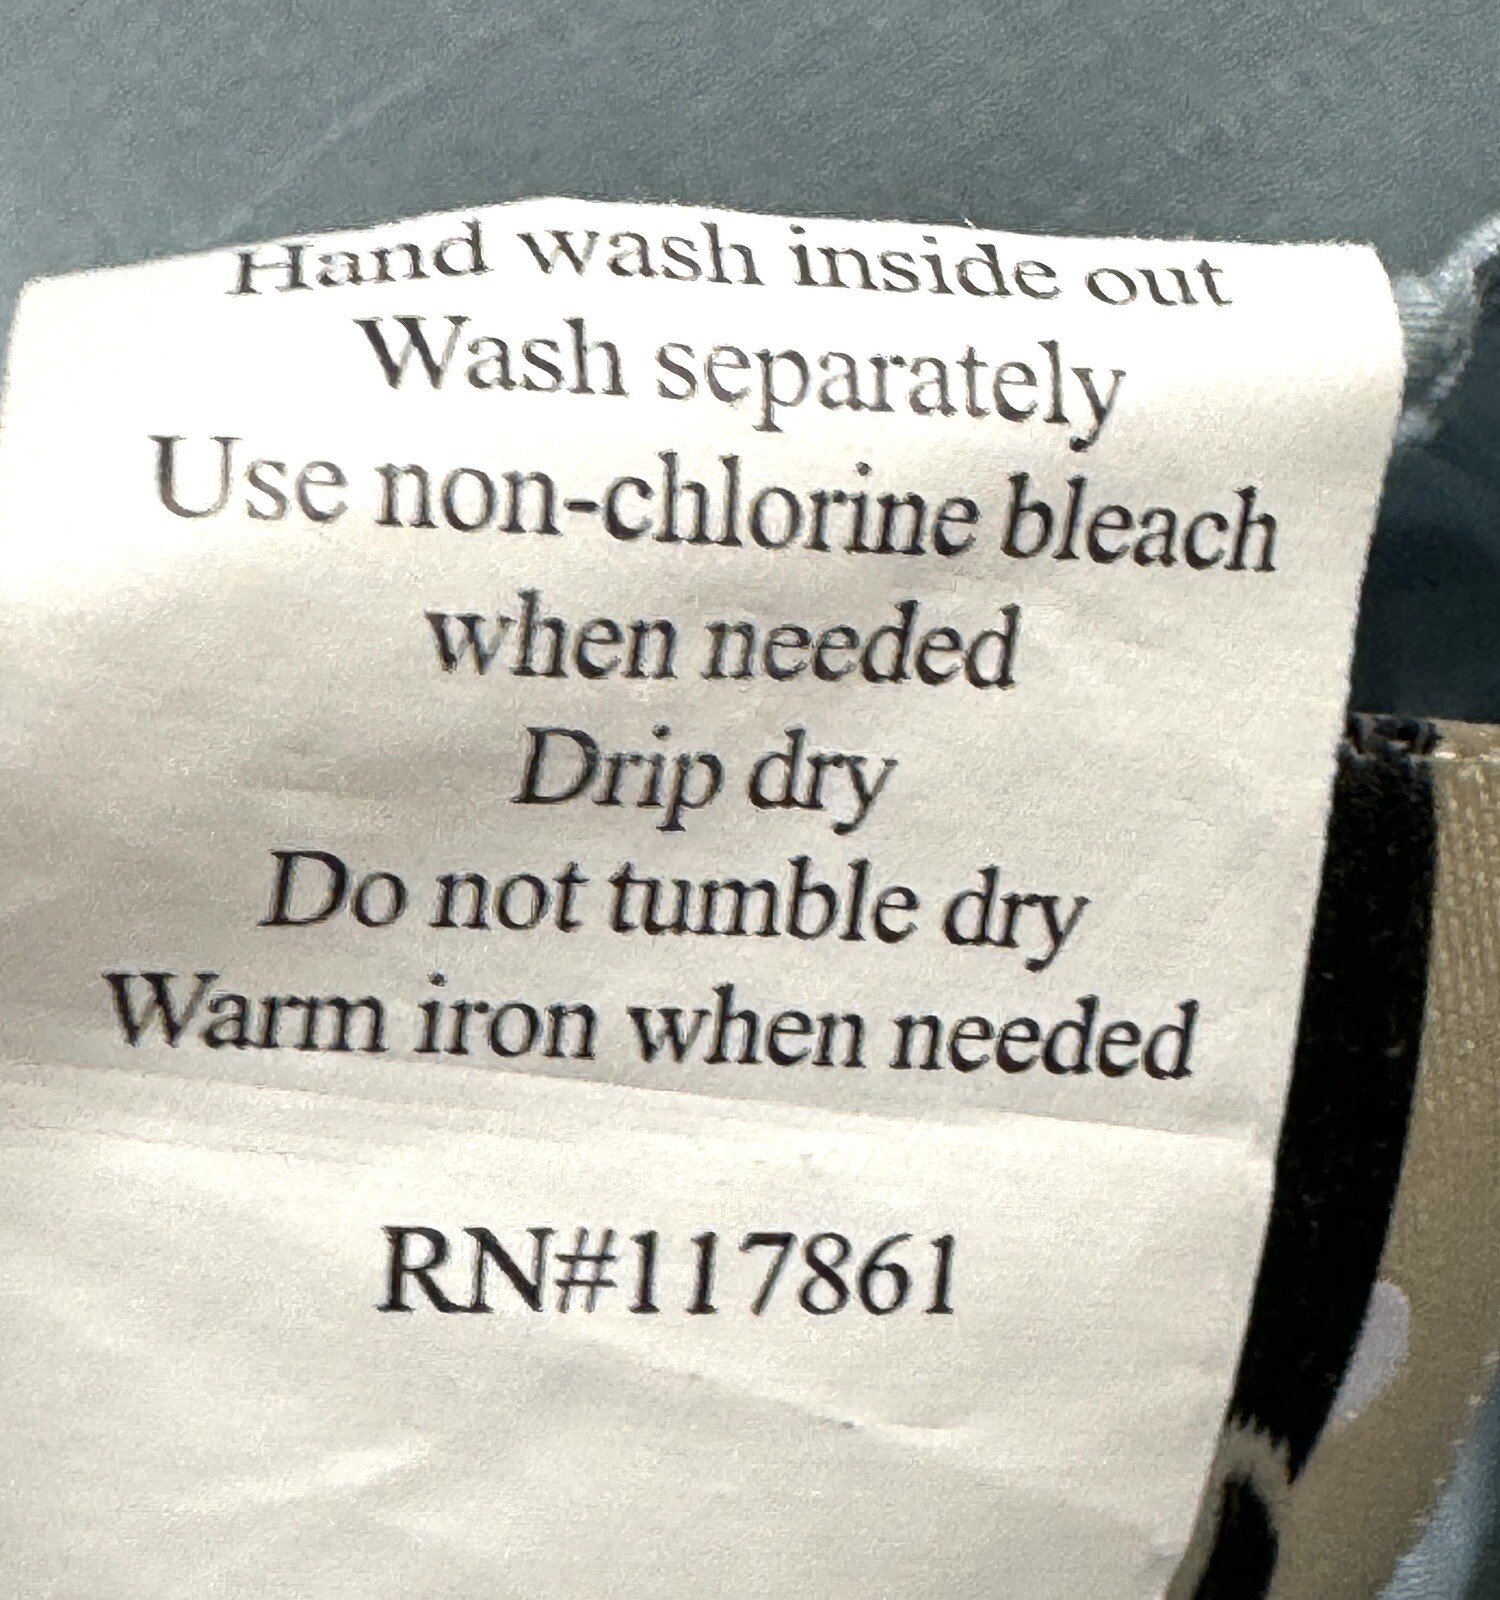 Hand wash inside out
Wash separately
Use non-chlorine bleach
when needed
Drip dry
Do not tumble dry
Warm iron when needed
RN#117861